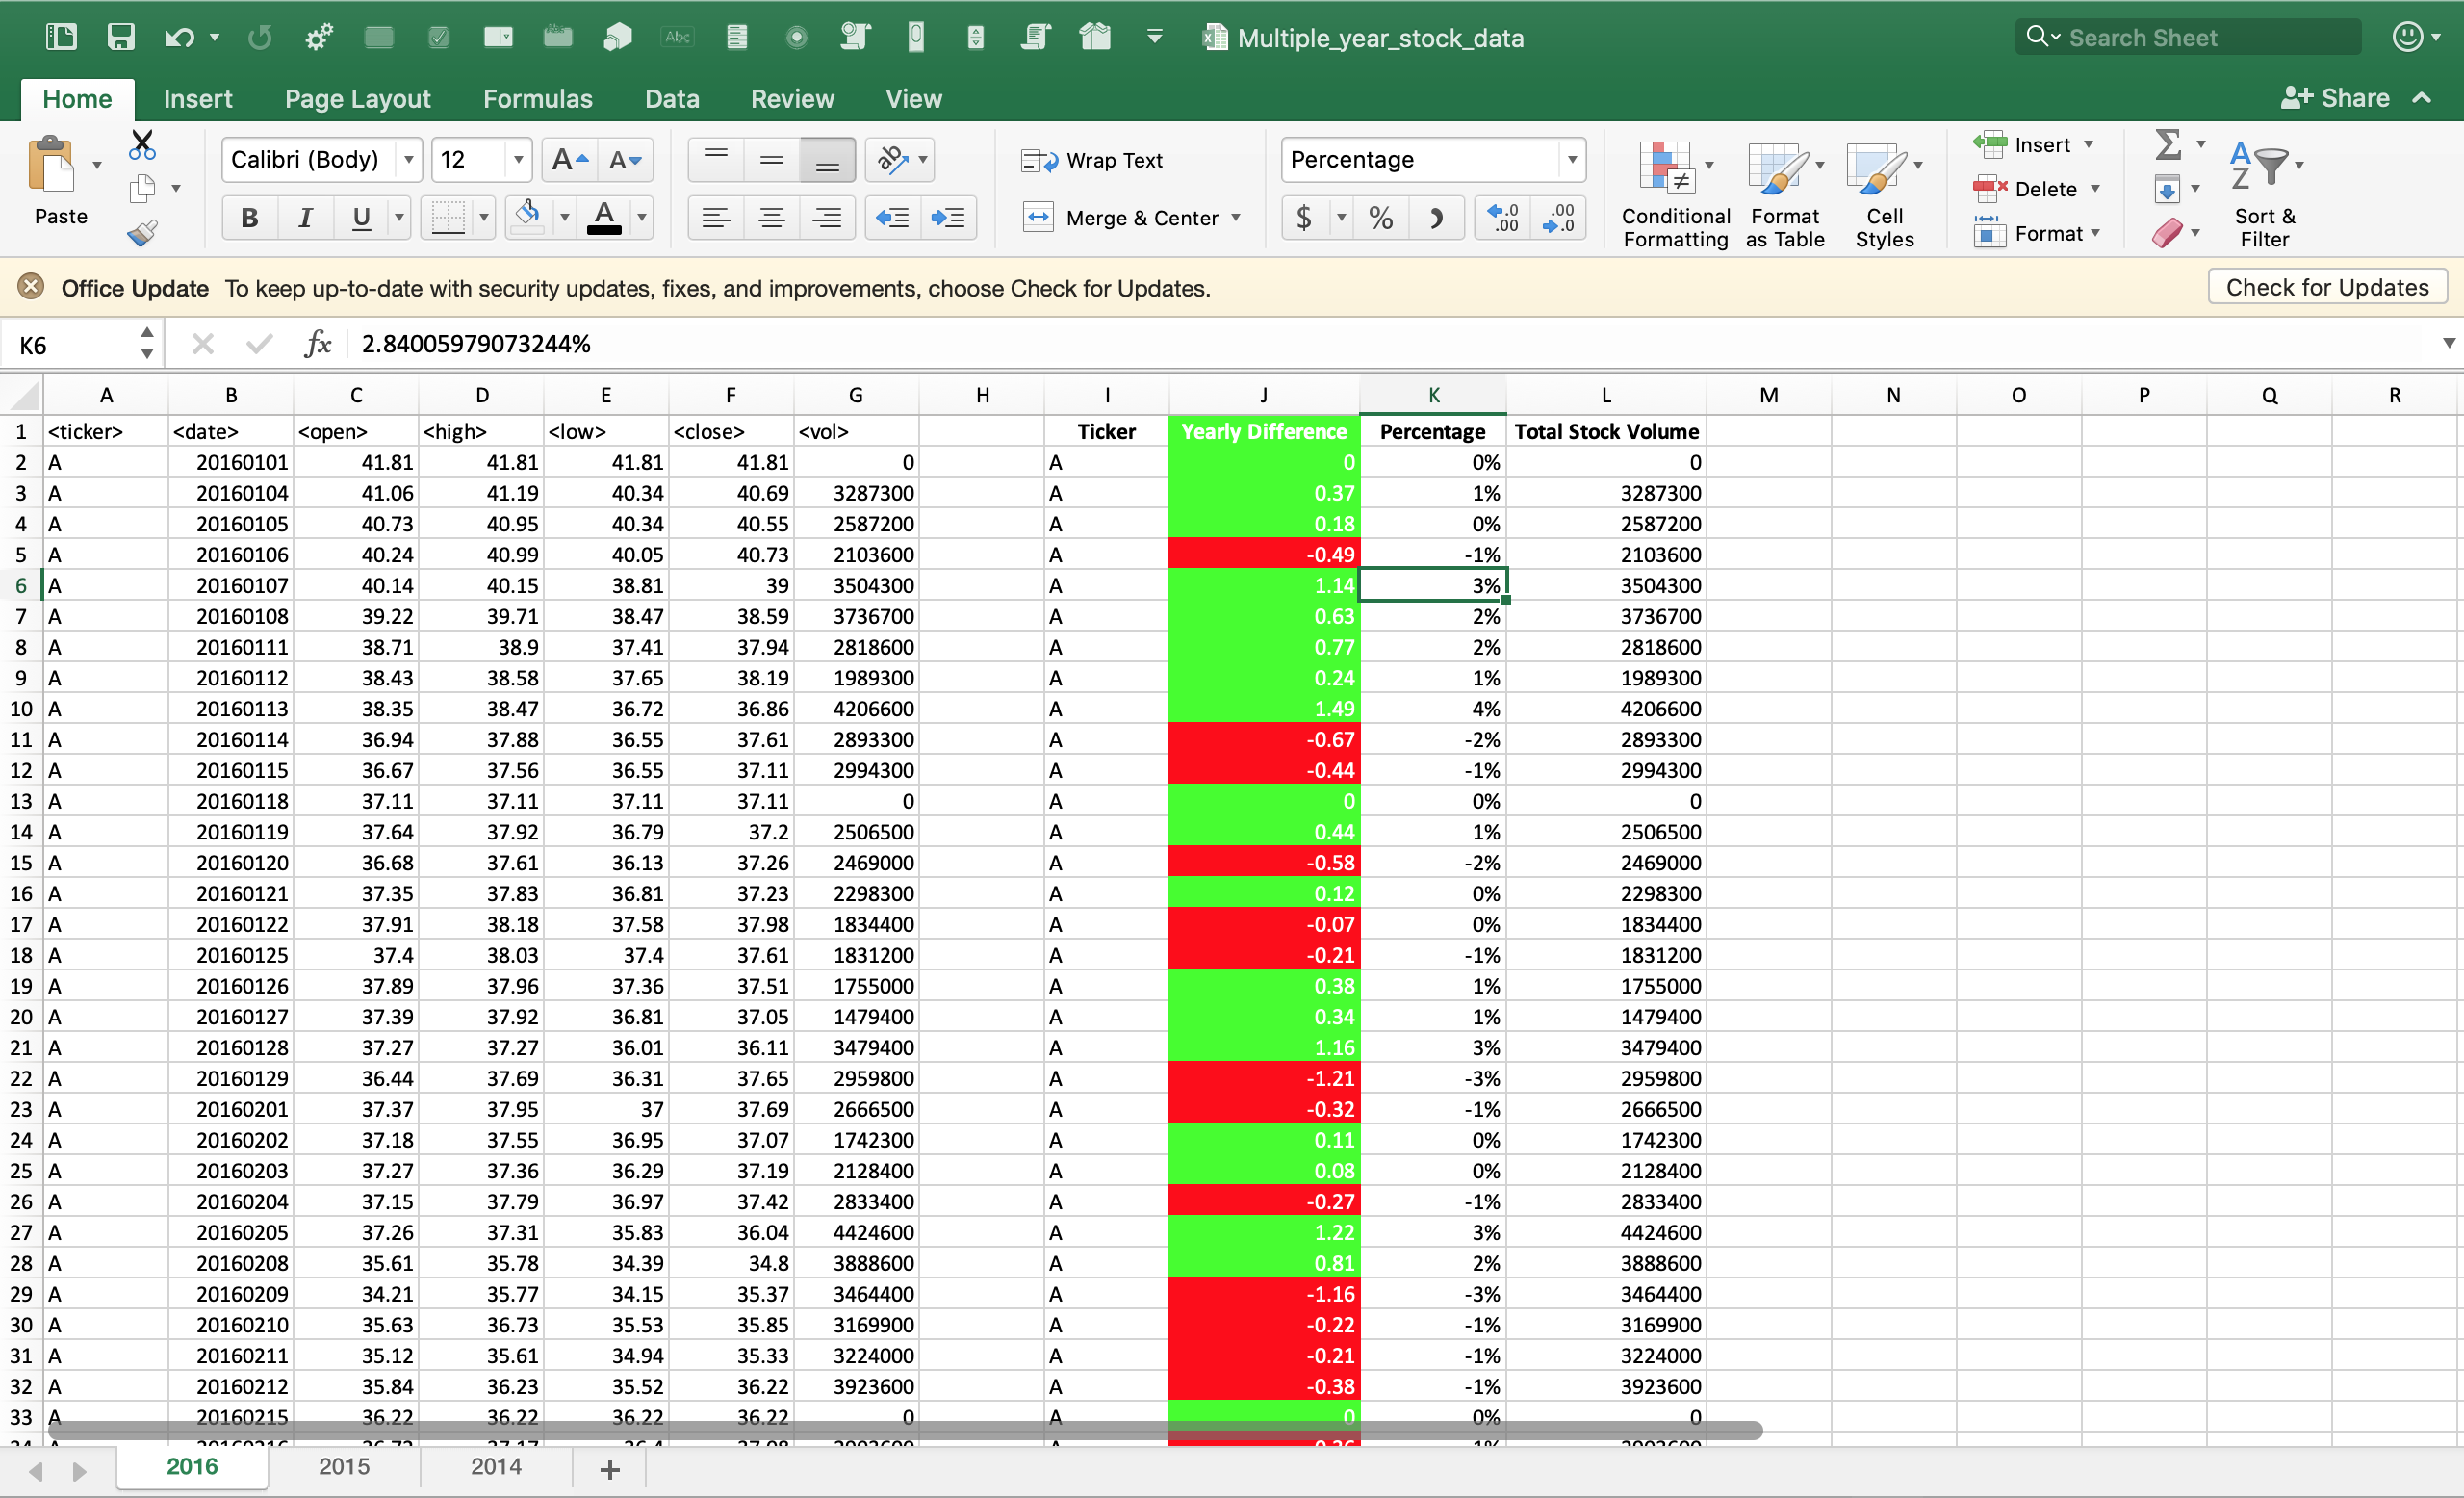 Multiple_year_stock_data
Search Sheet
Home Insert Page Layout Formulas Data Review View Share
Paste
Calibri (Body) 12
Wrap Text
Merge & Center
Percentage
Conditional Formatting
Format as Table
Cell Styles
Insert
Delete
Format
Sort & Filter
Office Update To keep up-to-date with security updates, fixes, and improvements, choose Check for Updates. Check for Updates
K6 fx 2.84005979073244%
A B C D E F G H I J K L M N O P Q R
1 <ticker> <date> <open> <high> <low> <close> <vol> Ticker Yearly Difference Percentage Total Stock Volume
2 A 20160101 41.81 41.81 41.81 41.81 0 A 0 0% 0
3 A 20160104 41.06 41.19 40.34 40.69 3287300 A 0.37 1% 3287300
4 A 20160105 40.73 40.95 40.34 40.55 2587200 A 0.18 0% 2587200
5 A 20160106 40.24 40.99 40.05 40.73 2103600 A -0.49 -1% 2103600
6 A 20160107 40.14 40.15 38.81 39 3504300 A 1.14 3% 3504300
7 A 20160108 39.22 39.71 38.47 38.59 3736700 A 0.63 2% 3736700
8 A 20160111 38.71 38.9 37.41 37.94 2818600 A 0.77 2% 2818600
9 A 20160112 38.43 38.58 37.65 38.19 1989300 A 0.24 1% 1989300
10 A 20160113 38.35 38.47 36.72 36.86 4206600 A 1.49 4% 4206600
11 A 20160114 36.94 37.88 36.55 37.61 2893300 A -0.67 -2% 2893300
12 A 20160115 36.67 37.56 36.55 37.11 2994300 A -0.44 -1% 2994300
13 A 20160118 37.11 37.11 37.11 37.11 0 A 0 0% 0
14 A 20160119 37.64 37.92 36.79 37.2 2506500 A 0.44 1% 2506500
15 A 20160120 36.68 37.61 36.13 37.26 2469000 A -0.58 -2% 2469000
16 A 20160121 37.35 37.83 36.81 37.23 2298300 A 0.12 0% 2298300
17 A 20160122 37.91 38.18 37.58 37.98 1834400 A -0.07 0% 1834400
18 A 20160125 37.4 38.03 37.4 37.61 1831200 A -0.21 -1% 1831200
19 A 20160126 37.89 37.96 37.36 37.51 1755000 A 0.38 1% 1755000
20 A 20160127 37.39 37.92 36.81 37.05 1479400 A 0.34 1% 1479400
21 A 20160128 37.27 37.27 36.01 36.11 3479400 A 1.16 3% 3479400
22 A 20160129 36.44 37.69 36.31 37.65 2959800 A -1.21 -3% 2959800
23 A 20160201 37.37 37.95 37 37.69 2666500 A -0.32 -1% 2666500
24 A 20160202 37.18 37.55 36.95 37.07 1742300 A 0.11 0% 1742300
25 A 20160203 37.27 37.36 36.29 37.19 2128400 A 0.08 0% 2128400
26 A 20160204 37.15 37.79 36.97 37.42 2833400 A -0.27 -1% 2833400
27 A 20160205 37.26 37.31 35.83 36.04 4424600 A 1.22 3% 4424600
28 A 20160208 35.61 35.78 34.39 34.8 3888600 A 0.81 2% 3888600
29 A 20160209 34.21 35.77 34.15 35.37 3464400 A -1.16 -3% 3464400
30 A 20160210 35.63 36.73 35.53 35.85 3169900 A -0.22 -1% 3169900
31 A 20160211 35.12 35.61 34.94 35.33 3224000 A -0.21 -1% 3224000
32 A 20160212 35.84 36.23 35.52 36.22 3923600 A -0.38 -1% 3923600
33 A 20160215 36.22 36.22 36.22 36.22 0 A 0 0% 0
2016 2015 2014